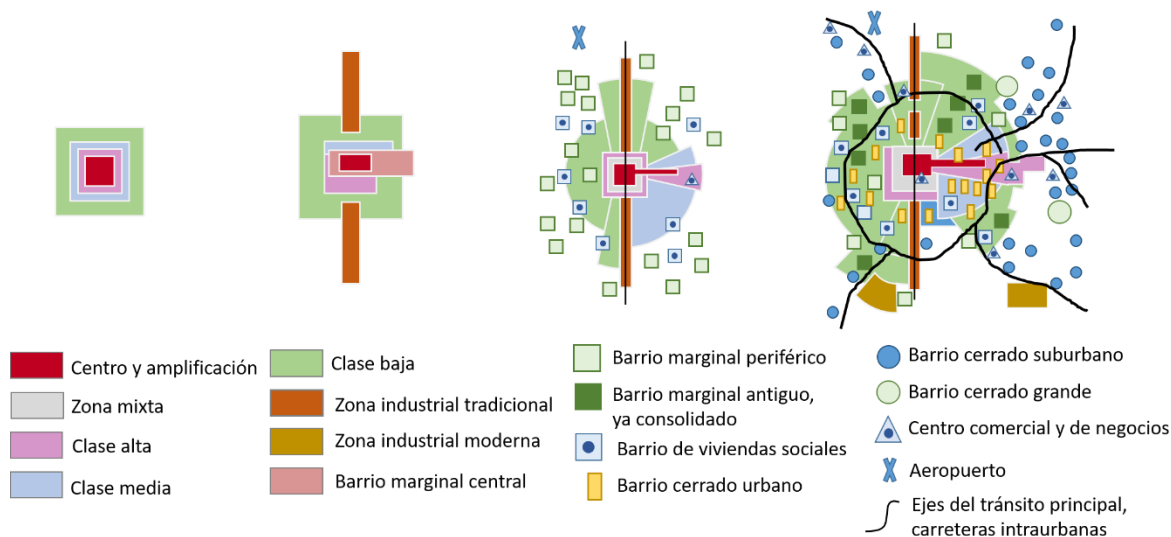 Centro y amplificación
Zona mixta
Clase alta
Clase media
Clase baja
Zona industrial tradicional
Zona industrial moderna
Barrio marginal central
Barrio marginal periférico
Barrio marginal antiguo,
ya consolidado
Barrio de viviendas sociales
Barrio cerrado urbano
Barrio cerrado suburbano
Barrio cerrado grande
Centro comercial y de negocios
Aeropuerto
Ejes del tránsito principal,
carreteras intraurbanas